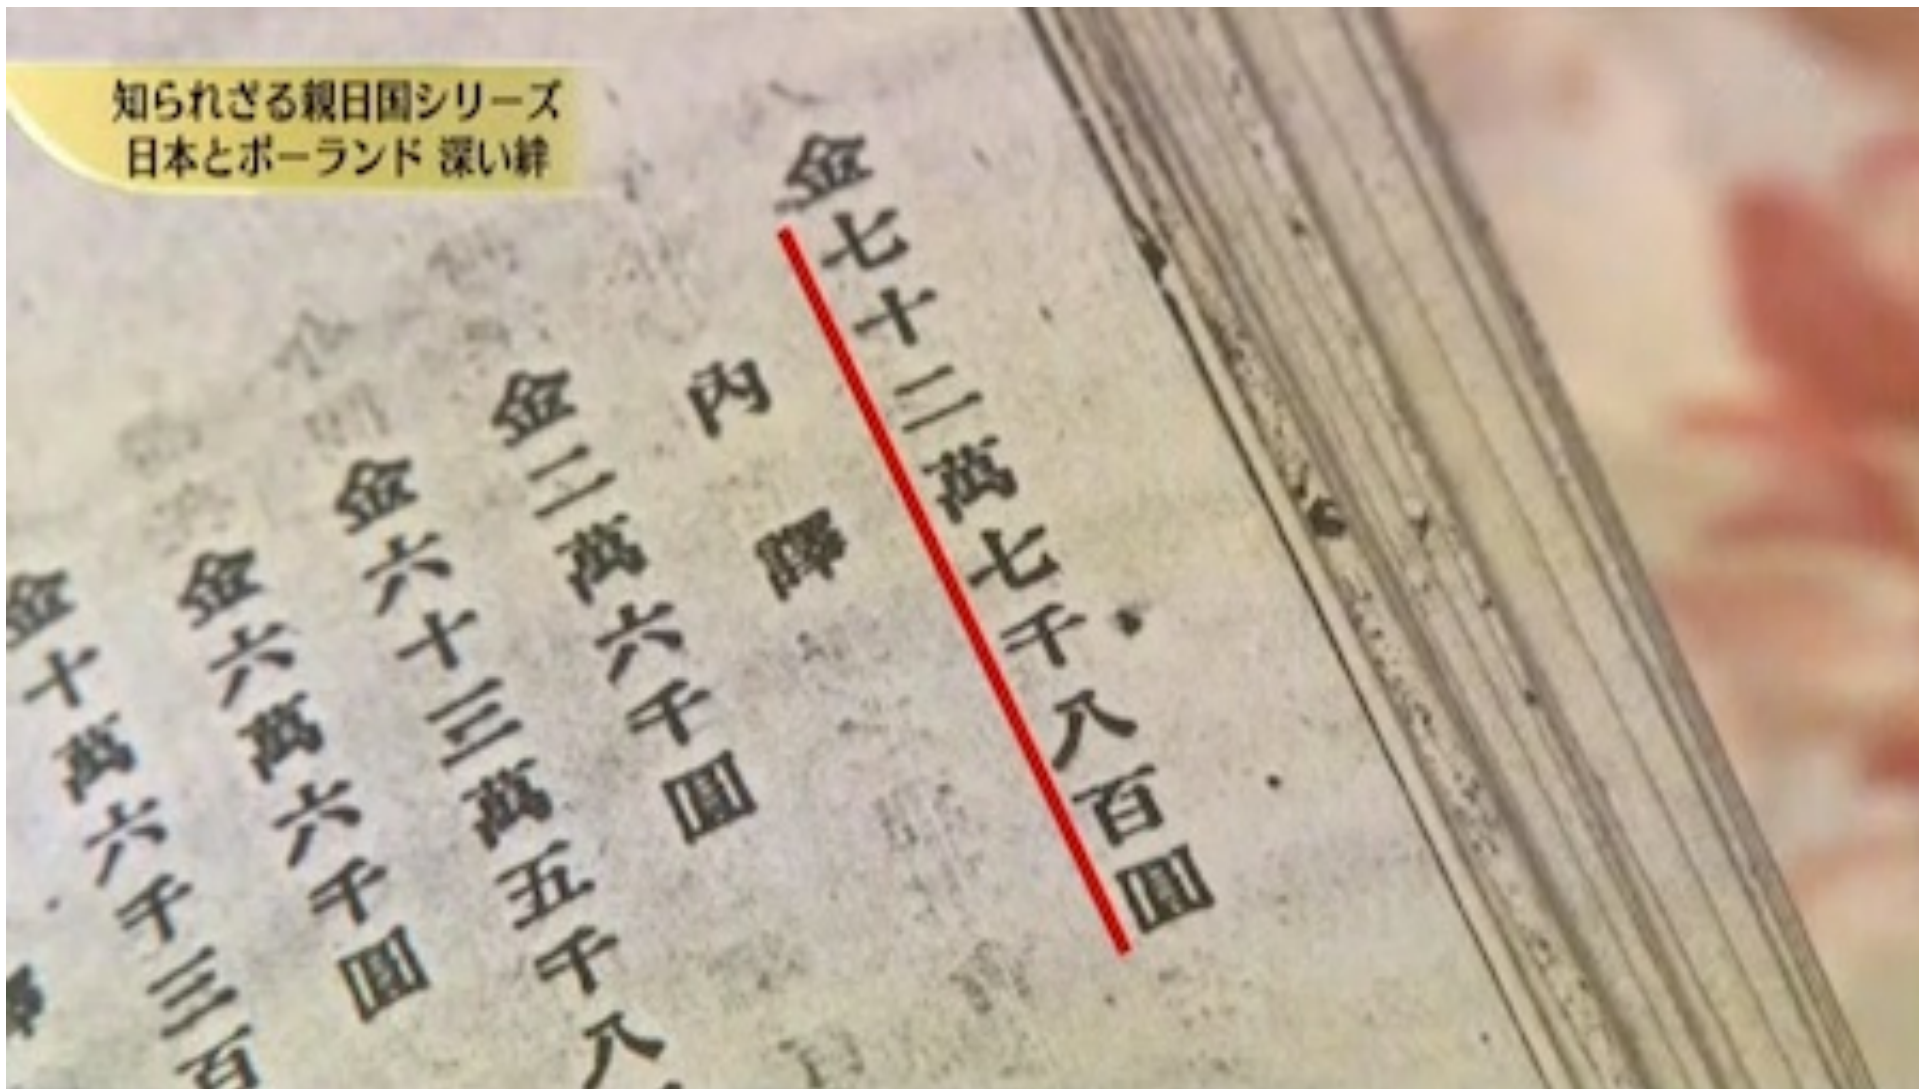 知られざる親日国シリーズ
日本とポーランド 深い絆
金七十二萬七千八百圓
內譯
金二萬六千圓
金六十三萬五千八
金六萬六千圓
金十萬六千三百
譯